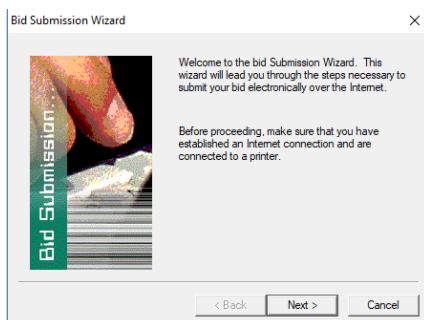 Bid Submission Wizard
Welcome to the bid Submission Wizard. This
wizard will lead you through the steps necessary to
submit your bid electronically over the Internet.
Before proceeding, make sure that you have
established an Internet connection and are
connected to a printer.
Bid Submission...
< Back
Next >
Cancel